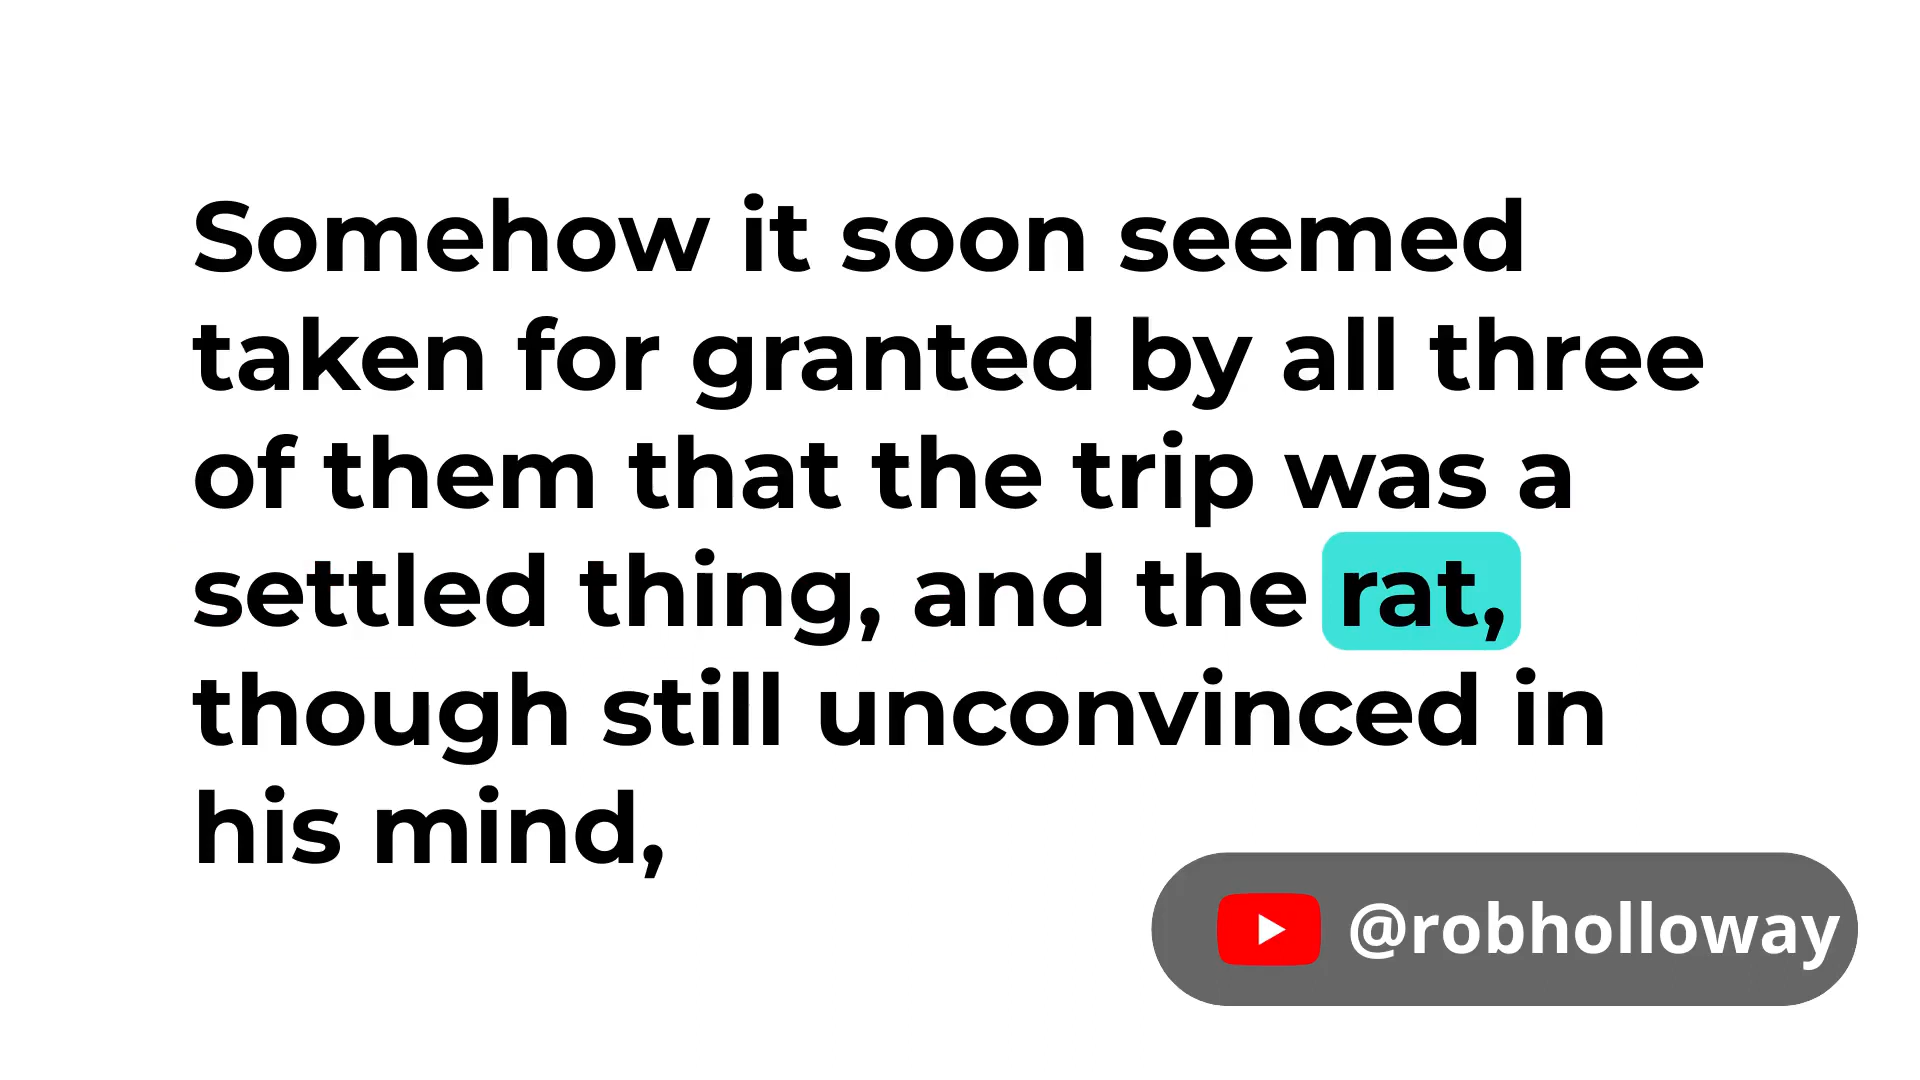 Somehow it soon seemed
taken for granted by all three
of them that the trip was a
settled thing, and the rat,
though still unconvinced in
his mind,
@robholloway